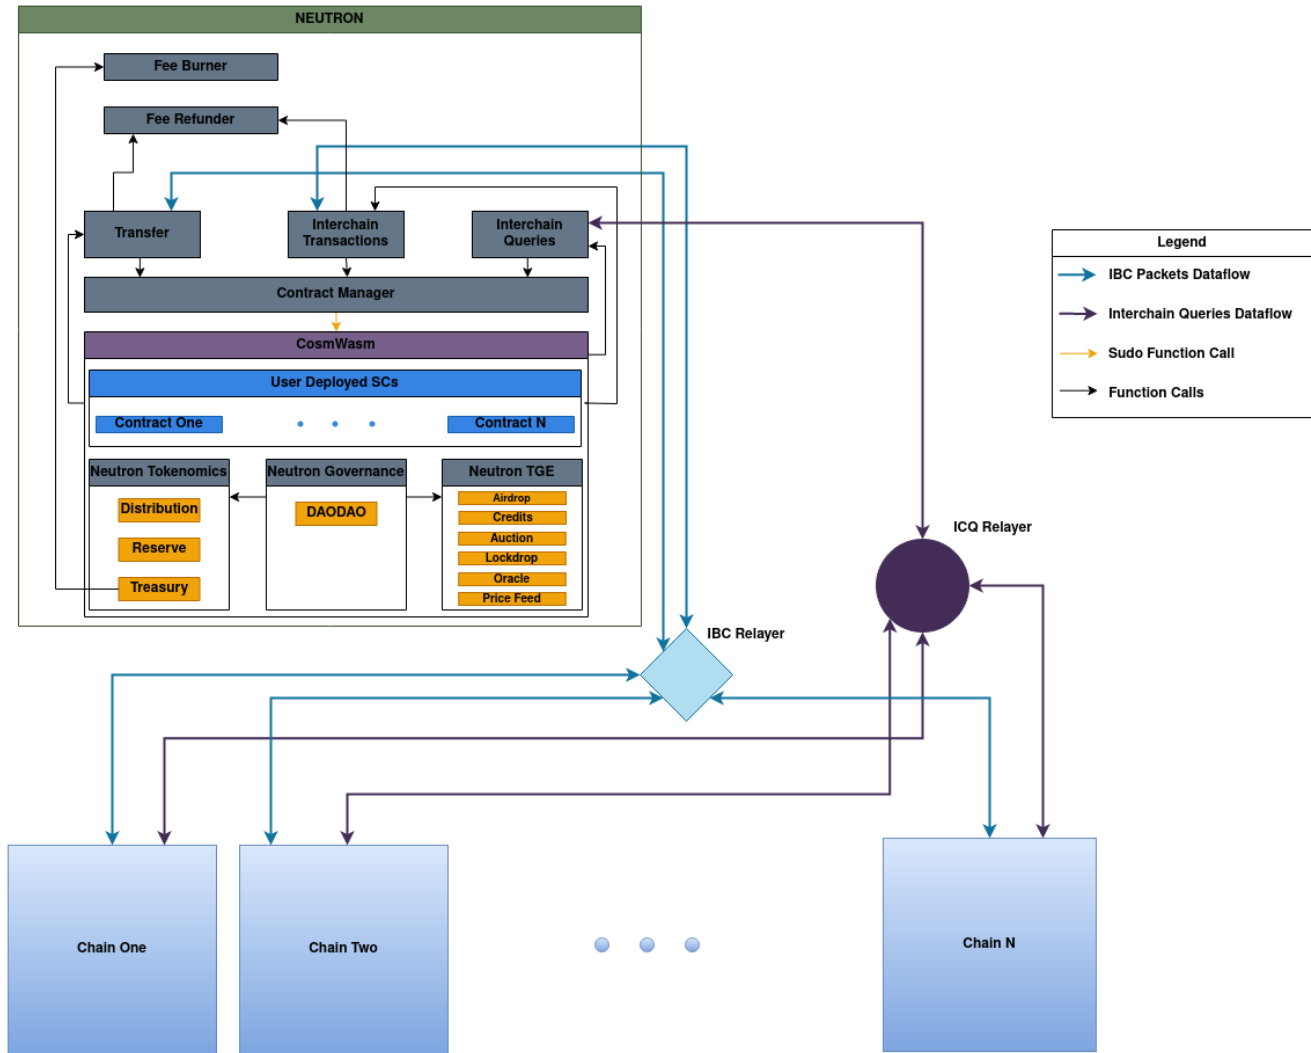 NEUTRON
Fee Burner
Fee Refunder
Transfer
Interchain
Transactions
Interchain
Queries
Contract Manager
CosmWasm
User Deployed SCs
Contract One
Contract N
Neutron Tokenomics
Distribution
Reserve
Treasury
Neutron Governance
DAODAO
Neutron TGE
Airdrop
Credits
Auction
Lockdrop
Oracle
Price Feed
Legend
IBC Packets Dataflow
Interchain Queries Dataflow
Sudo Function Call
Function Calls
ICQ Relayer
IBC Relayer
Chain One
Chain Two
Chain N